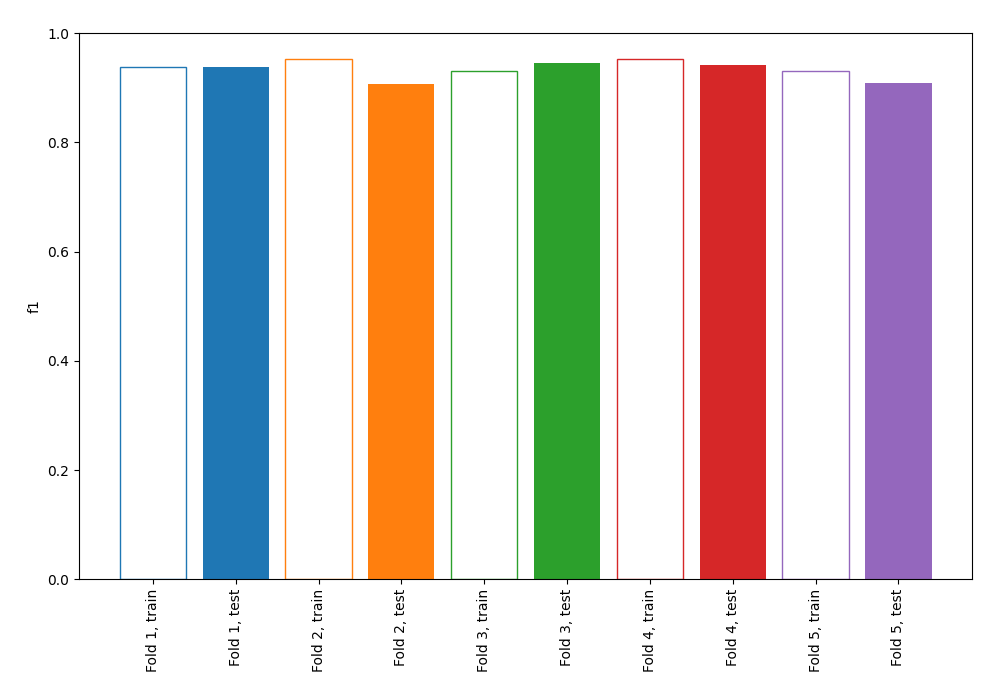 1.0
0.8
0.6
0.4
0.2
0.0
f1
Fold 1, train
Fold 1, test
Fold 2, train
Fold 2, test
Fold 3, train
Fold 3, test
Fold 4, train
Fold 4, test
Fold 5, train
Fold 5, test